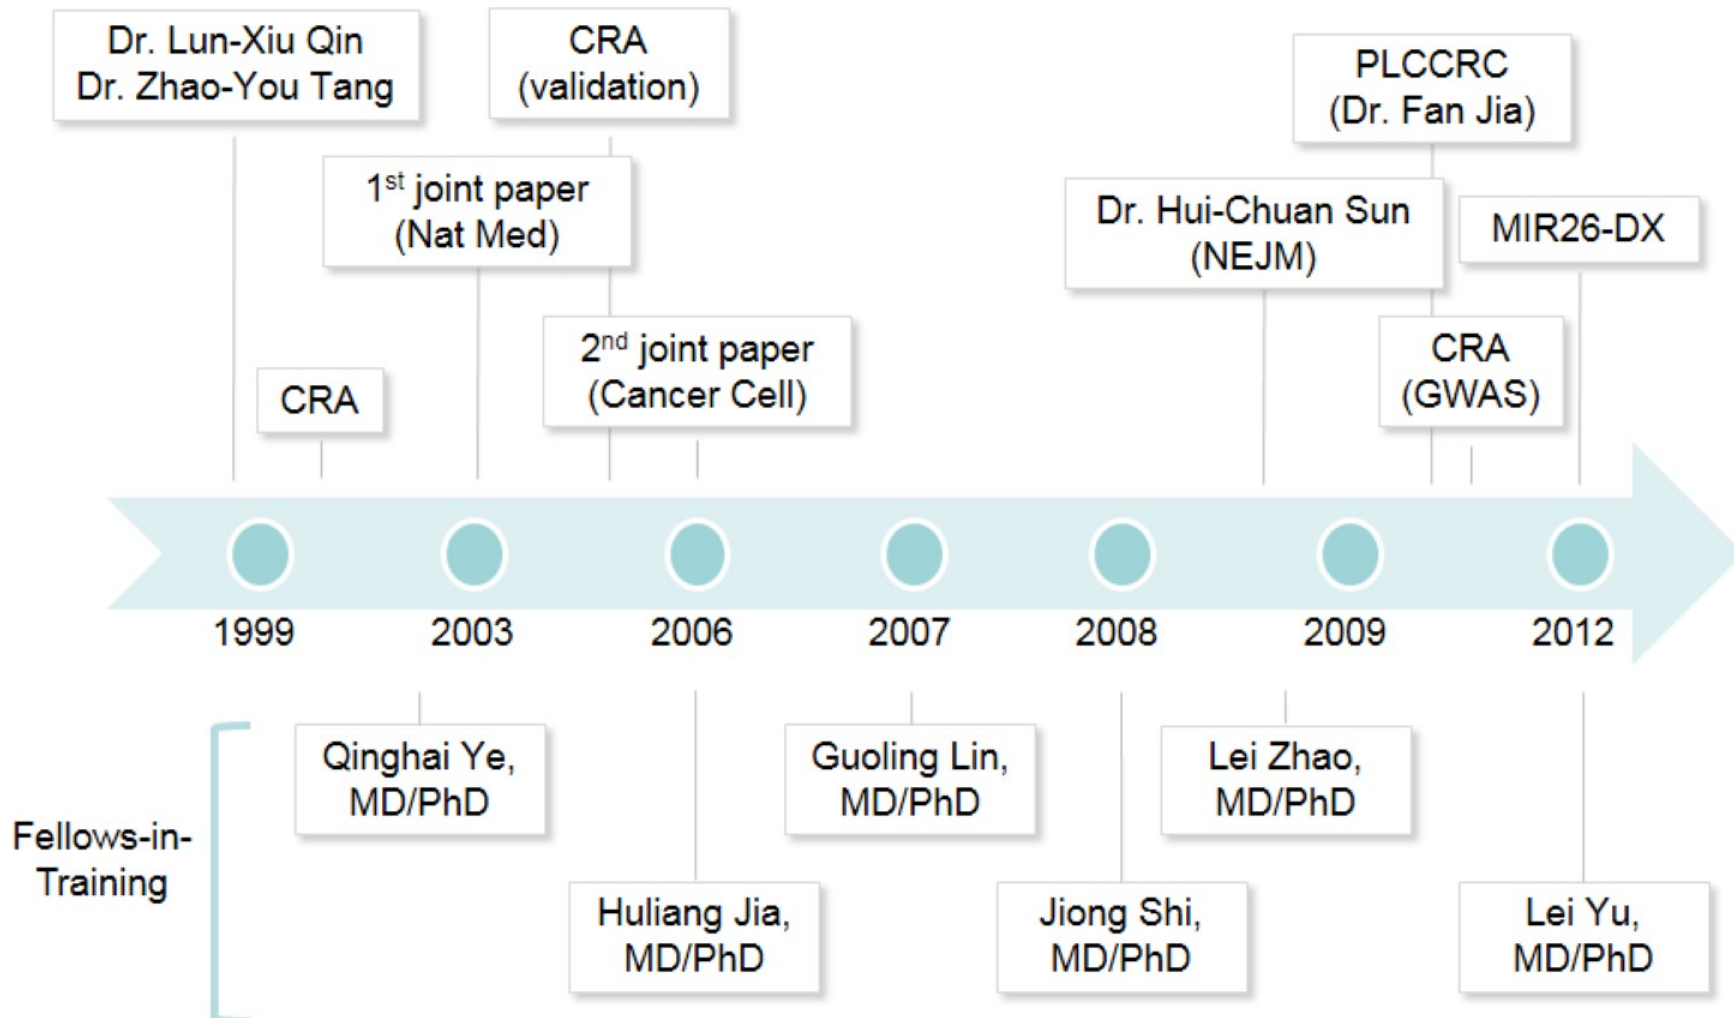 Dr. Lun-Xiu Qin
Dr. Zhao-You Tang
CRA
(validation)
PLCCRC
(Dr. Fan Jia)
1st joint paper
(Nat Med)
Dr. Hui-Chuan Sun
(NEJM)
MIR26-DX
2nd joint paper
(Cancer Cell)
CRA
(GWAS)
CRA
1999
2003
2006
2007
2008
2009
2012
Fellows-in-
Training
Qinghai Ye,
MD/PhD
Guoling Lin,
MD/PhD
Lei Zhao,
MD/PhD
Huliang Jia,
MD/PhD
Jiong Shi,
MD/PhD
Lei Yu,
MD/PhD